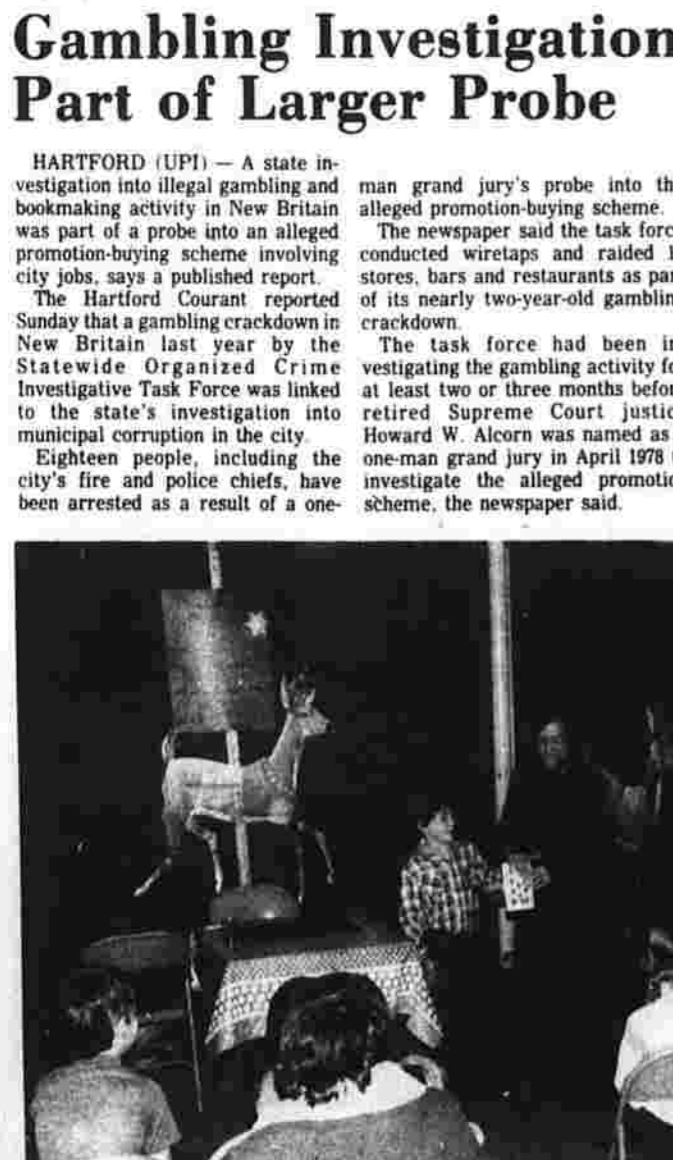 Gambling Investigation
Part of Larger Probe
HARTFORD (UPI) — A state in-
vestigation into illegal gambling and
bookmaking activity in New Britain
was part of a probe into an alleged
promotion-buying scheme involving
city jobs, says a published report.
The Hartford Courant reported
Sunday that a gambling crackdown in
New Britain last year by the
Statewide Organized Crime
Investigative Task Force was linked
to the state's investigation into
municipal corruption in the city.
Eighteen people, including the
city's fire and police chiefs, have
been arrested as a result of a one-
man grand jury's probe into th
alleged promotion-buying scheme.
The newspaper said the task forc
conducted wiretaps and raided
stores, bars and restaurants as par
of its nearly two-year-old gamblin
crackdown.
The task force had been in
vestigating the gambling activity fo
at least two or three months befor
retired Supreme Court justic
Howard W. Alcorn was named as
one-man grand jury in April 1978
investigate the alleged promotio
scheme, the newspaper said.